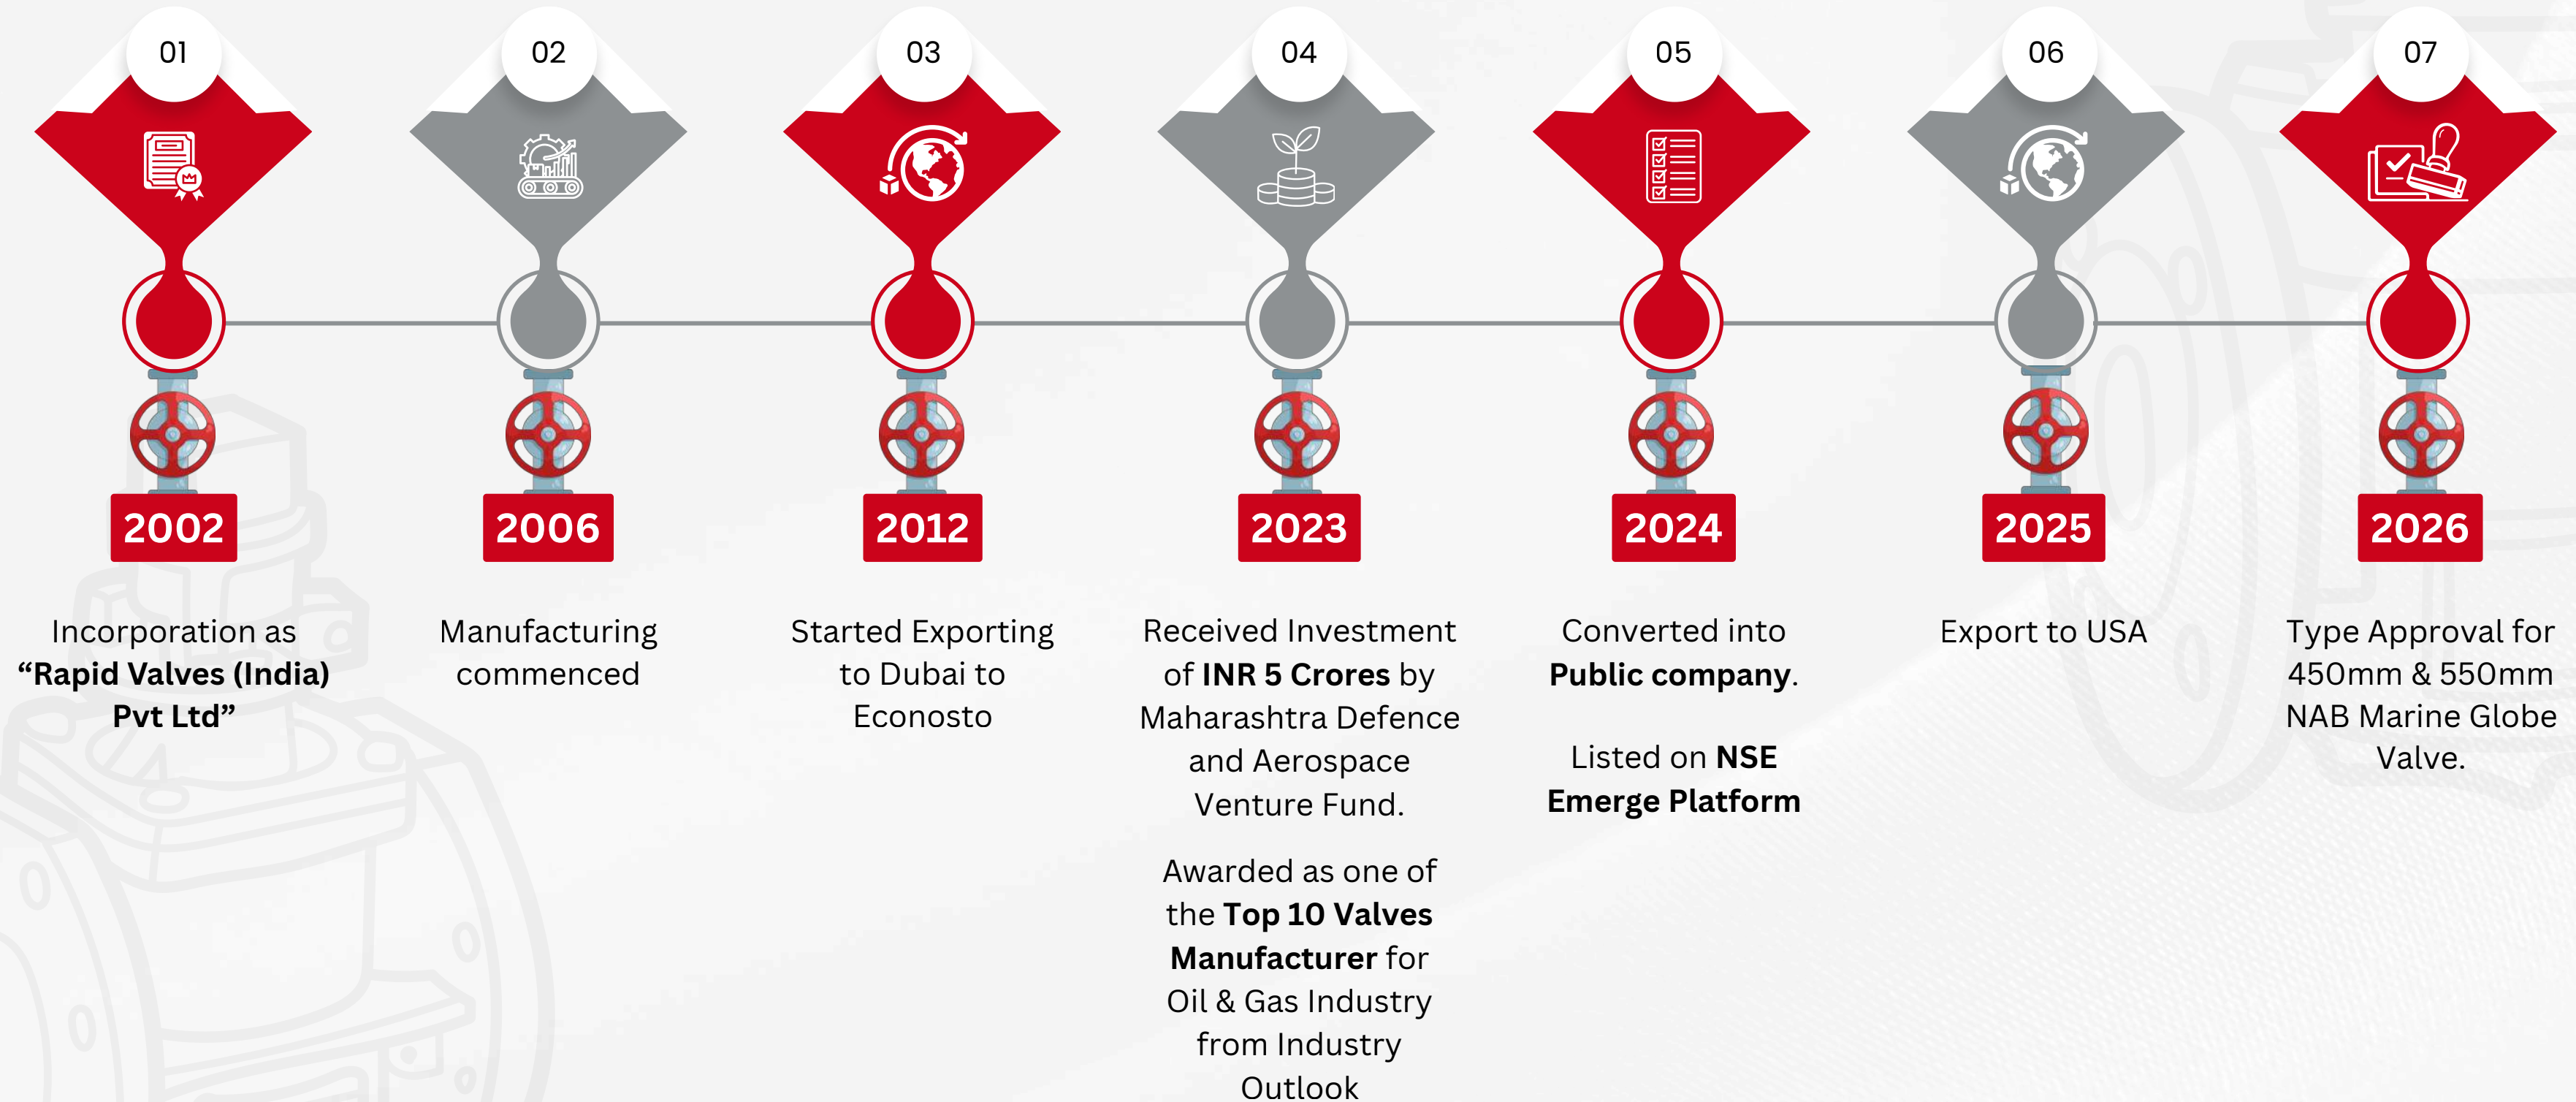 01
02
03
04
05
06
07
2002
2006
2012
2023
2024
2025
2026
Incorporation as
“Rapid Valves (India)
Pvt Ltd”
Manufacturing
commenced
Started Exporting
to Dubai to
Econosto
Received Investment
of INR 5 Crores by
Maharashtra Defence
and Aerospace
Venture Fund.
Awarded as one of
the Top 10 Valves
Manufacturer for
Oil & Gas Industry
from Industry
Outlook
Converted into
Public company.
Listed on NSE
Emerge Platform
Export to USA
Type Approval for
450mm & 550mm
NAB Marine Globe
Valve.